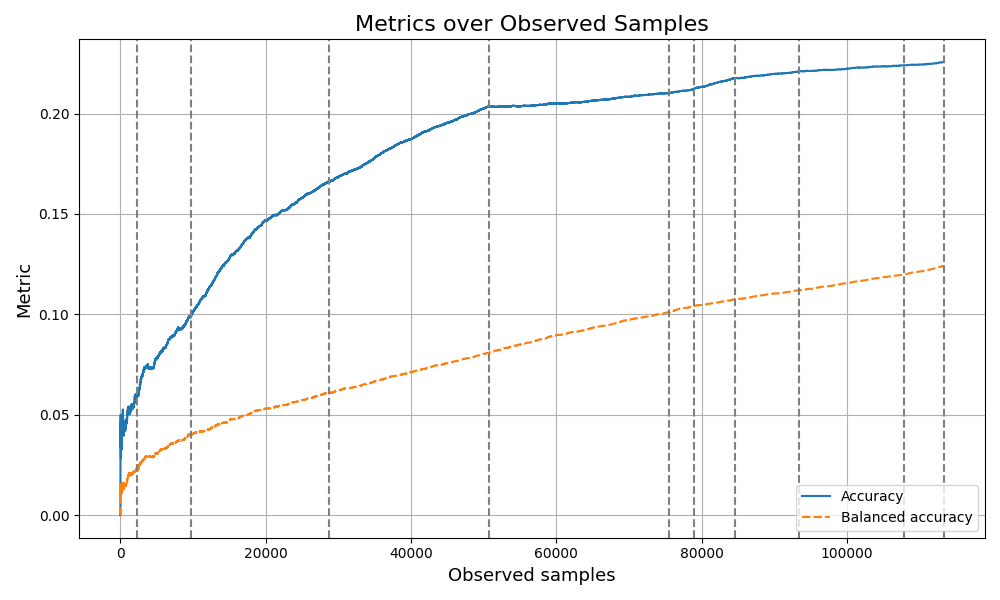 Metrics over Observed Samples
Metric
0.20
0.15
0.10
0.05
0.00
0
20000
40000
60000
80000
100000
Observed samples
Accuracy
Balanced accuracy